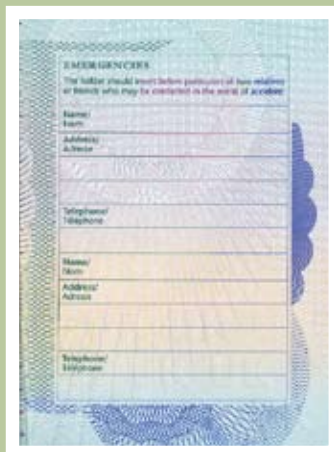 EMERGENCIES
The holder should insert below particulars of two relatives
or friends who may be contacted in the event of accident
Name/
Nom
Address/
Adresse
Telephone/
Téléphone
Name/
Nom
Address/
Adresse
Telephone/
Téléphone